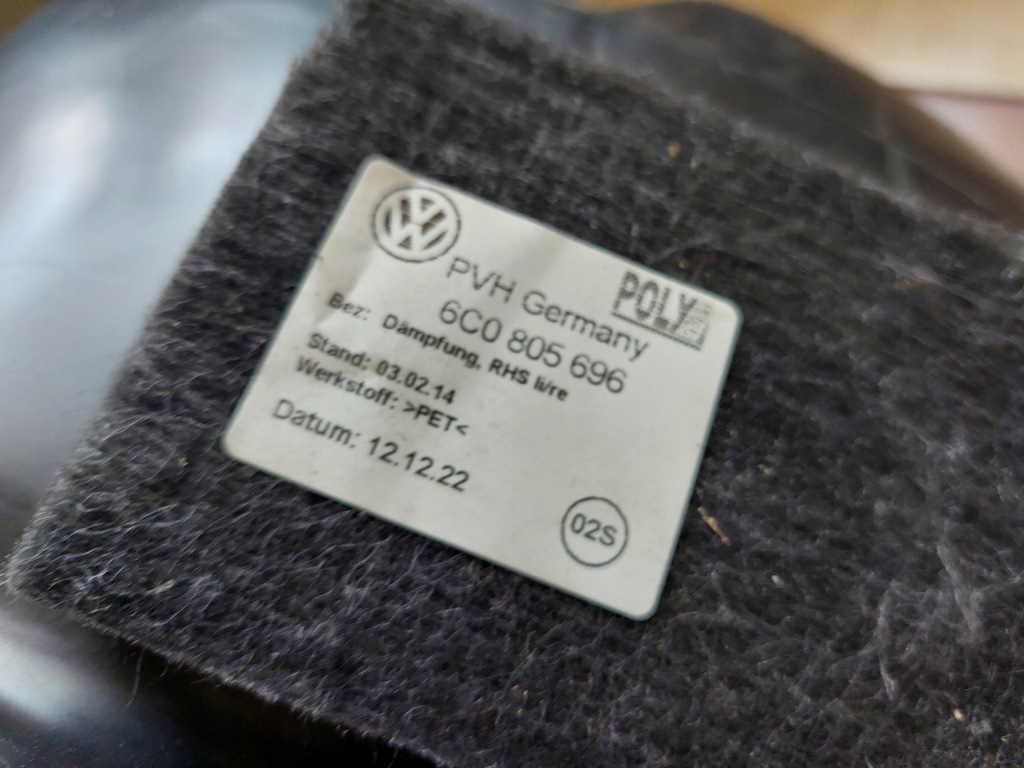 VW
POLY
PVH Germany
6C0 805 696
Bez: Dämpfung, RHS li/re
Stand: 03.02.14
Werkstoff: >PET<
Datum: 12.12.22
02S